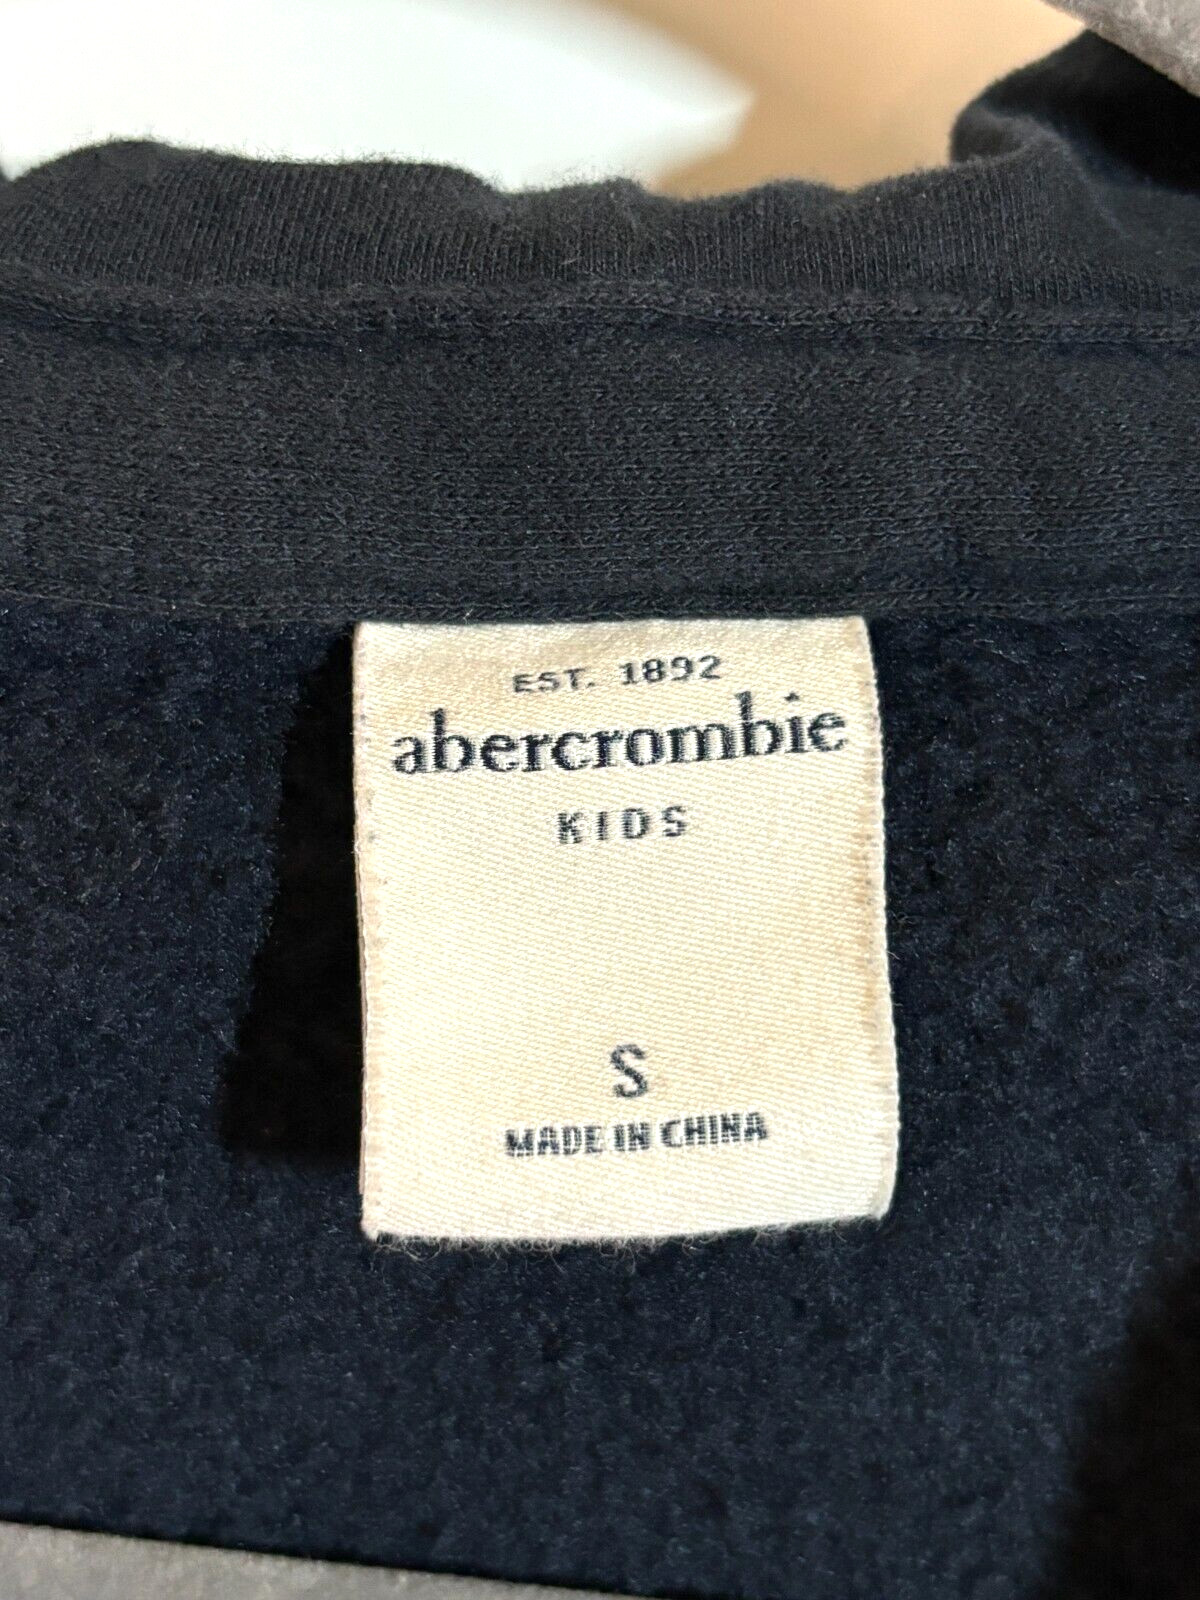 EST. 1892
abercrombie
KIDS
S
MADE IN CHINA